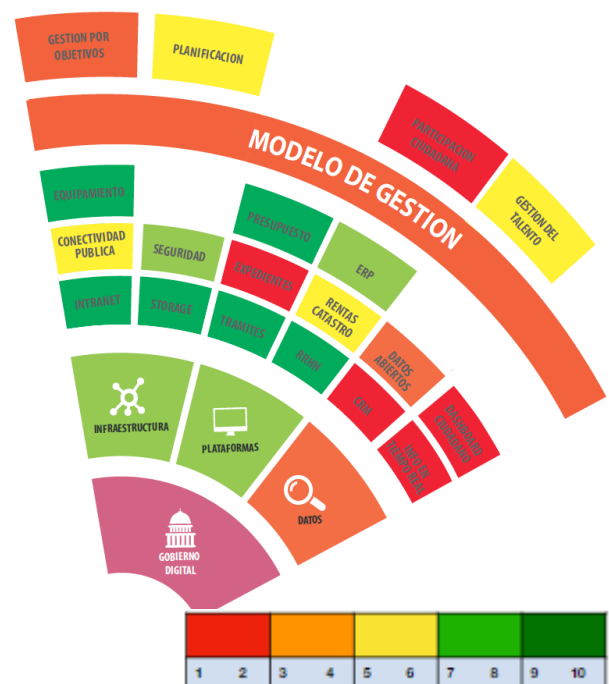 GESTION POR
OBJETIVOS
PLANIFICACION
PARTICIPACION
CIUDADANA
GESTION DEL
TALENTO
MODELO DE GESTION
EQUIPAMIENTO
PRESUPUESTO
ERP
CONECTIVIDAD
PUBLICA
SEGURIDAD
EXPEDIENTES
RENTAS
CATASTRO
DATOS
ABIERTOS
DASHBOARD
CIUDADANO
INTRANET
STORAGE
TRAMITES
RRHH
CRM
INFO EN
TIEMPO REAL
INFRAESTRUCTURA
PLATAFORMAS
DATOS
GOBIERNO
DIGITAL
1 2 3 4 5 6 7 8 9 10